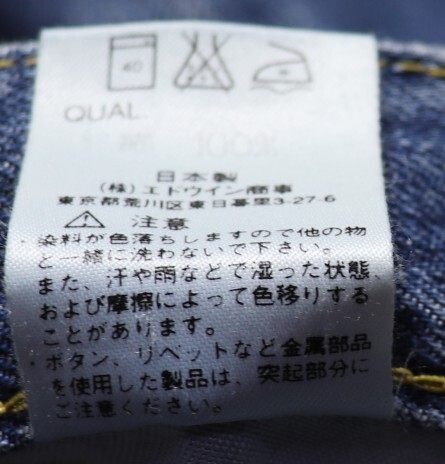 40
QUAL.
100%
日本製
(株)エドウイン商事
東京都荒川区東日暮里3-27-6
注意
・染料が色落ちしますので他の物
と一緒に洗わないで下さい。
また、汗や雨などで湿った状態、
および摩擦によって色移りする
ことがあります。
・ボタン、リベットなど金属部品
を使用した製品は、突起部分に
ご注意ください。